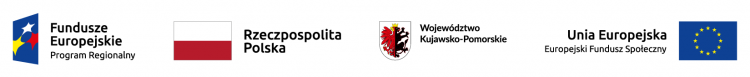 Fundusze
Europejskie
Program Regionalny
Rzeczpospolita
Polska
Województwo
Kujawsko-Pomorskie
Unia Europejska
Europejski Fundusz Społeczny